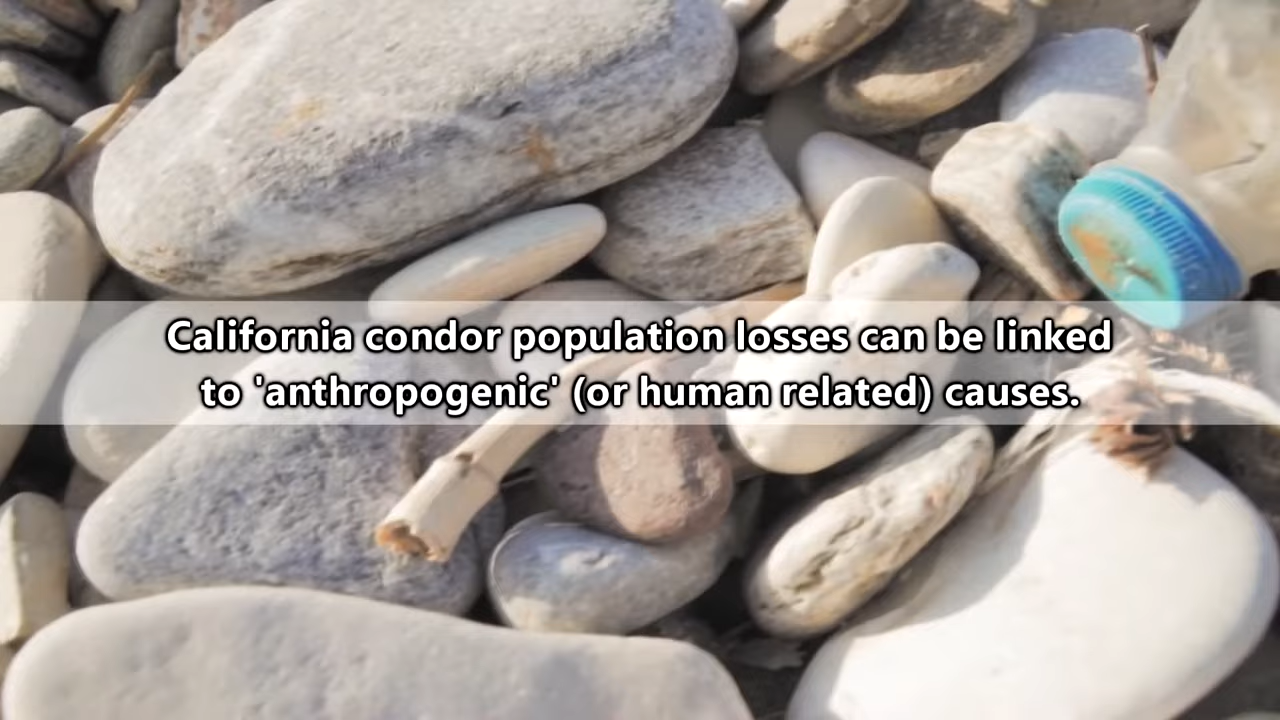 California condor population losses can be linked
to 'anthropogenic' (or human related) causes.